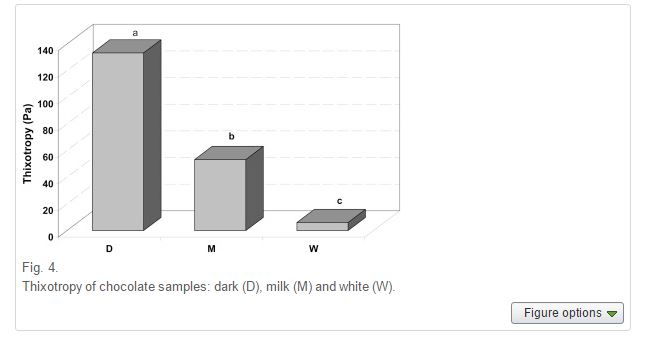 a
140
120
100
80
60
40
20
0
Thixotropy (Pa)
b
c
D M W
Fig. 4.
Thixotropy of chocolate samples: dark (D), milk (M) and white (W).
Figure options